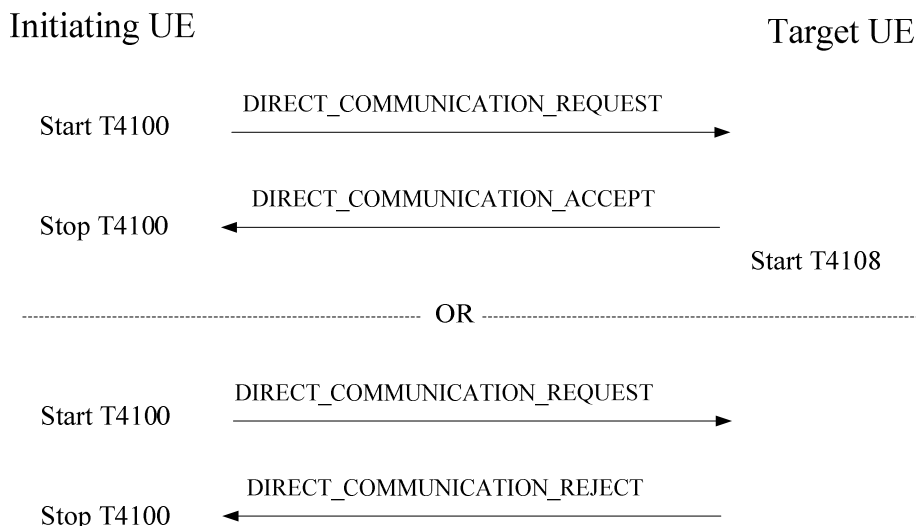 Initiating UE
Target UE
DIRECT_COMMUNICATION_REQUEST
Start T4100
DIRECT_COMMUNICATION_ACCEPT
Stop T4100
Start T4108
OR
DIRECT_COMMUNICATION_REQUEST
Start T4100
DIRECT_COMMUNICATION_REJECT
Stop T4100